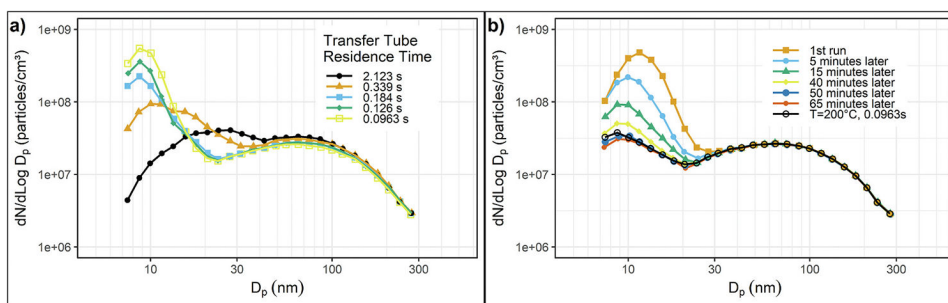 a)
dN/dLog Dp (particles/cm³)
1e+09
1e+08
1e+07
1e+06
Transfer Tube
Residence Time
2.123 s
0.339 s
0.184 s
0.126 s
0.0963 s
10 30 100 300
Dp (nm)
b)
dN/dLog Dp (particles/cm³)
1e+09
1e+08
1e+07
1e+06
1st run
5 minutes later
15 minutes later
40 minutes later
50 minutes later
65 minutes later
T=200°C, 0.0963s
10 30 100 300
Dp (nm)